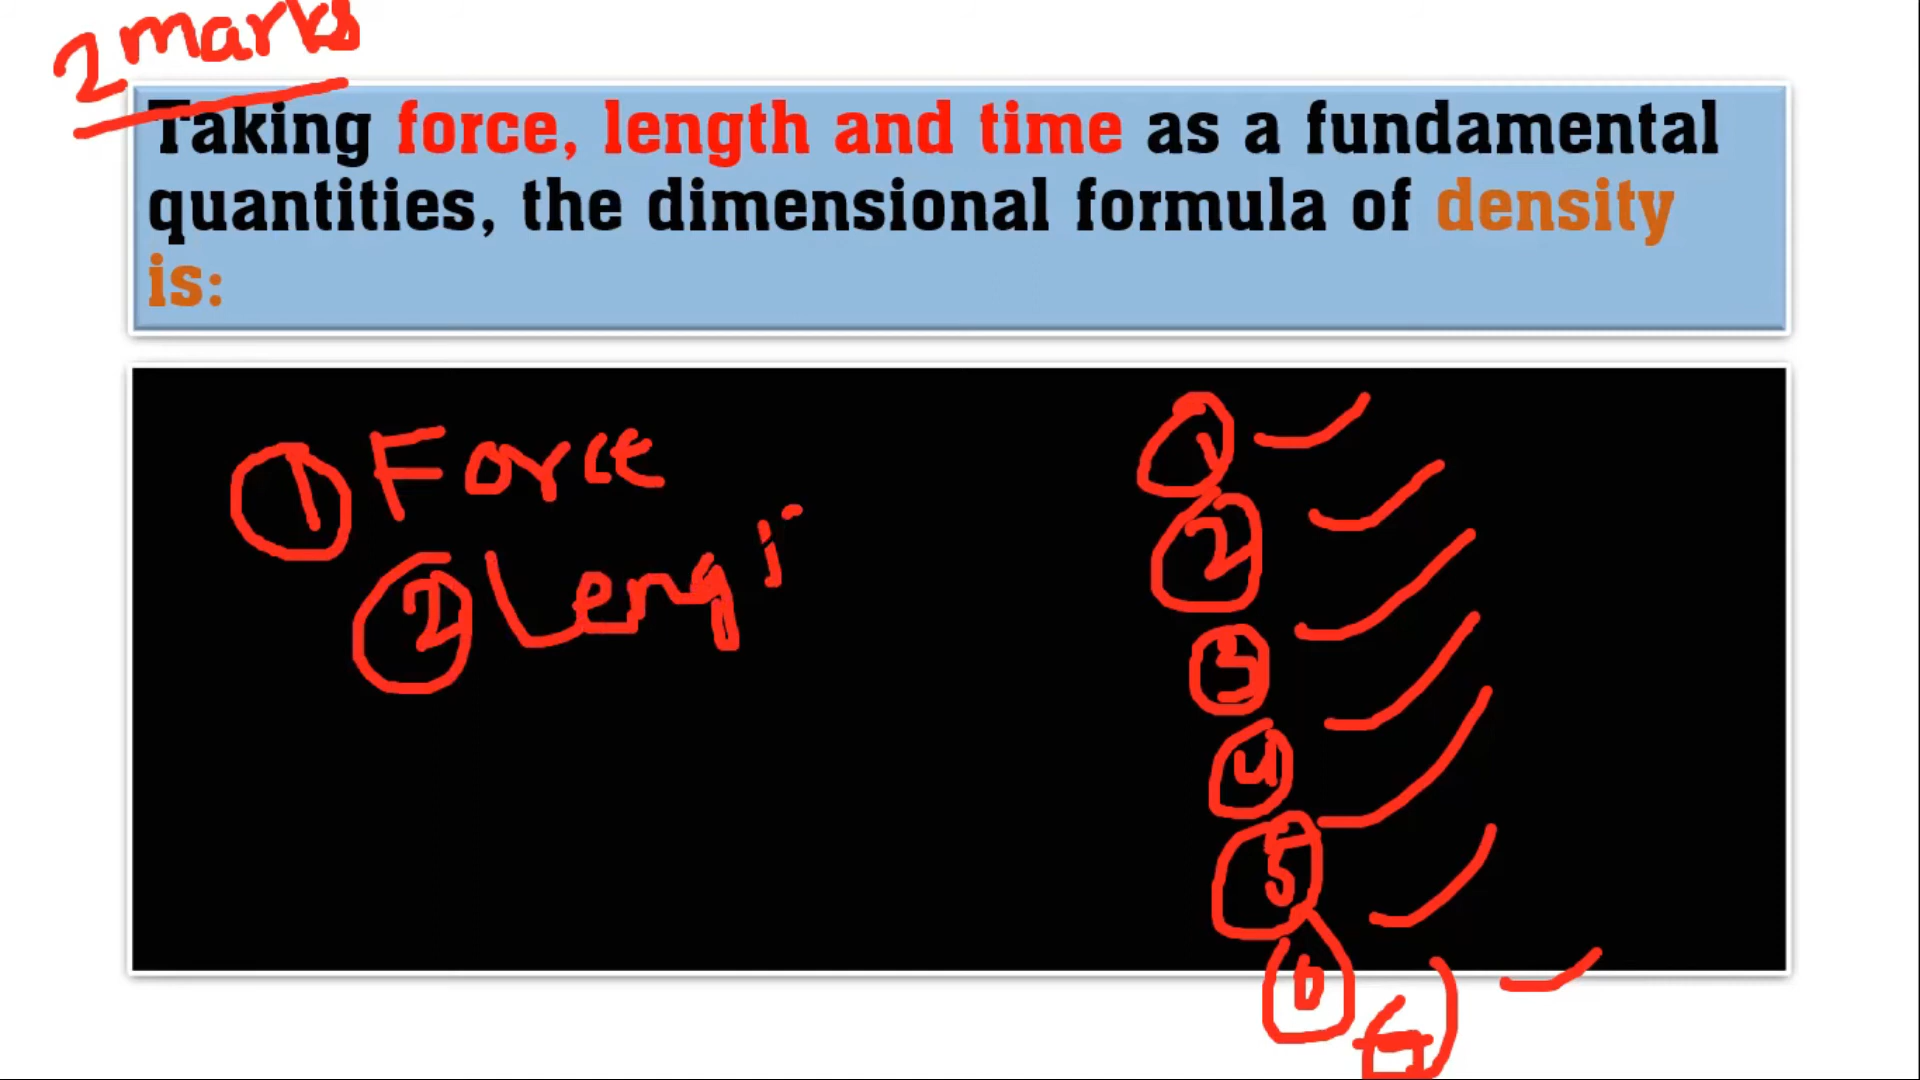 2 marks
Taking force, length and time as a fundamental
quantities, the dimensional formula of density
is:
1 Force
2 Leng
1
2
3
4
5
6